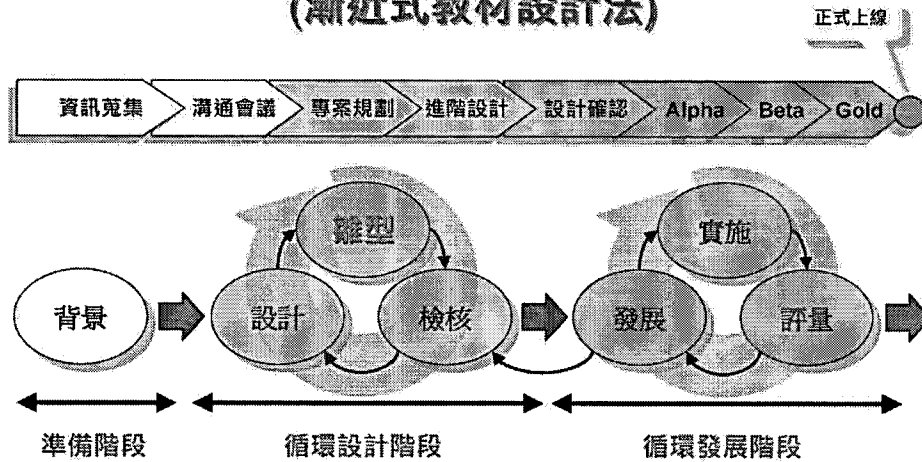 (漸近式教材設計法)
正式上線
資訊蒐集 溝通會議 專案規劃 進階設計 設計確認 Alpha Beta Gold
雛型 實施
背景 設計 檢核 發展 評量
準備階段 循環設計階段 循環發展階段